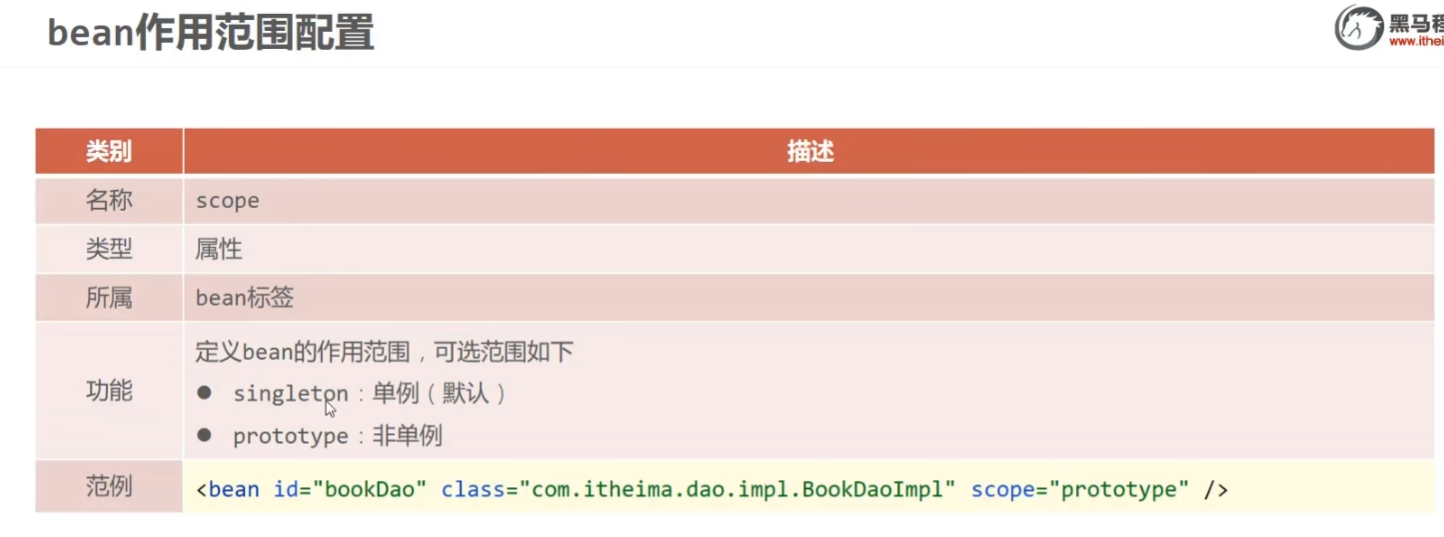 bean作用范围配置
黑马程
www.ithei
类别 描述
名称 scope
类型 属性
所属 bean标签
功能 定义bean的作用范围，可选范围如下
● singleton：单例（默认）
● prototype：非单例
范例 <bean id="bookDao" class="com.itheima.dao.impl.BookDaoImpl" scope="prototype" />